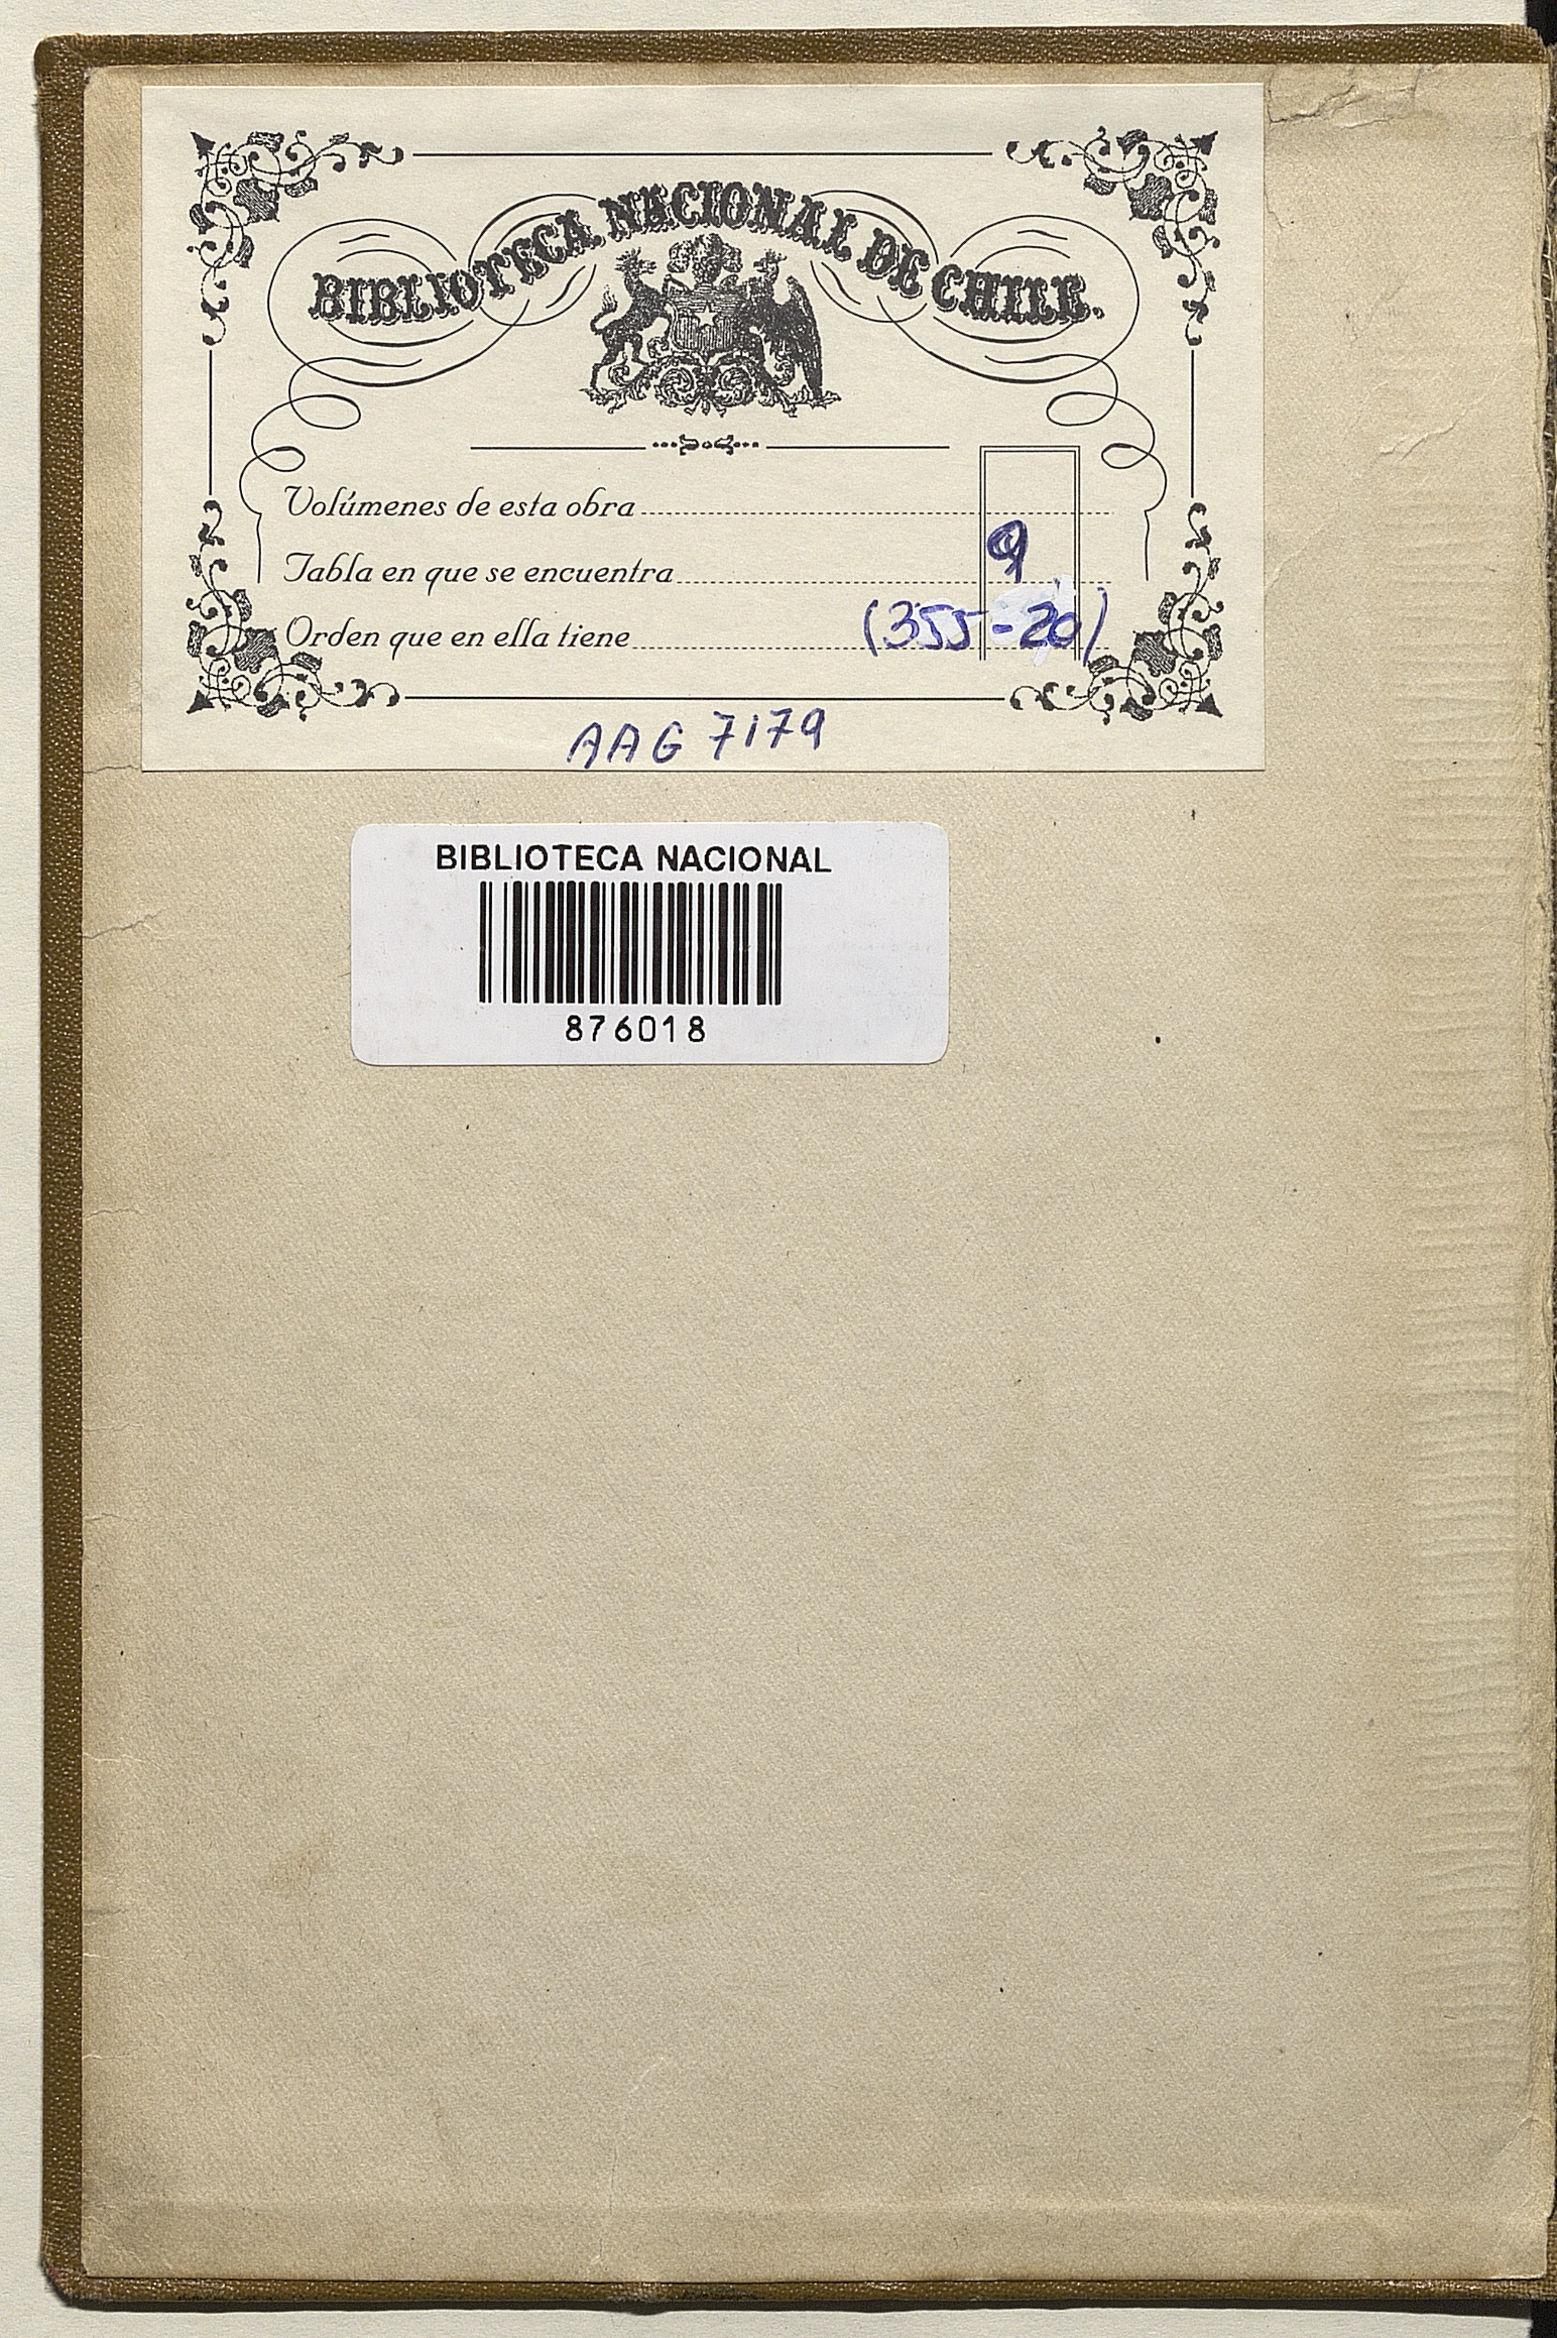 BIBLIOTECA NACIONAL DE CHILE.
Volúmenes de esta obra
Tabla en que se encuentra 9
Orden que en ella tiene (355-20)
AAG 7179
BIBLIOTECA NACIONAL
876018